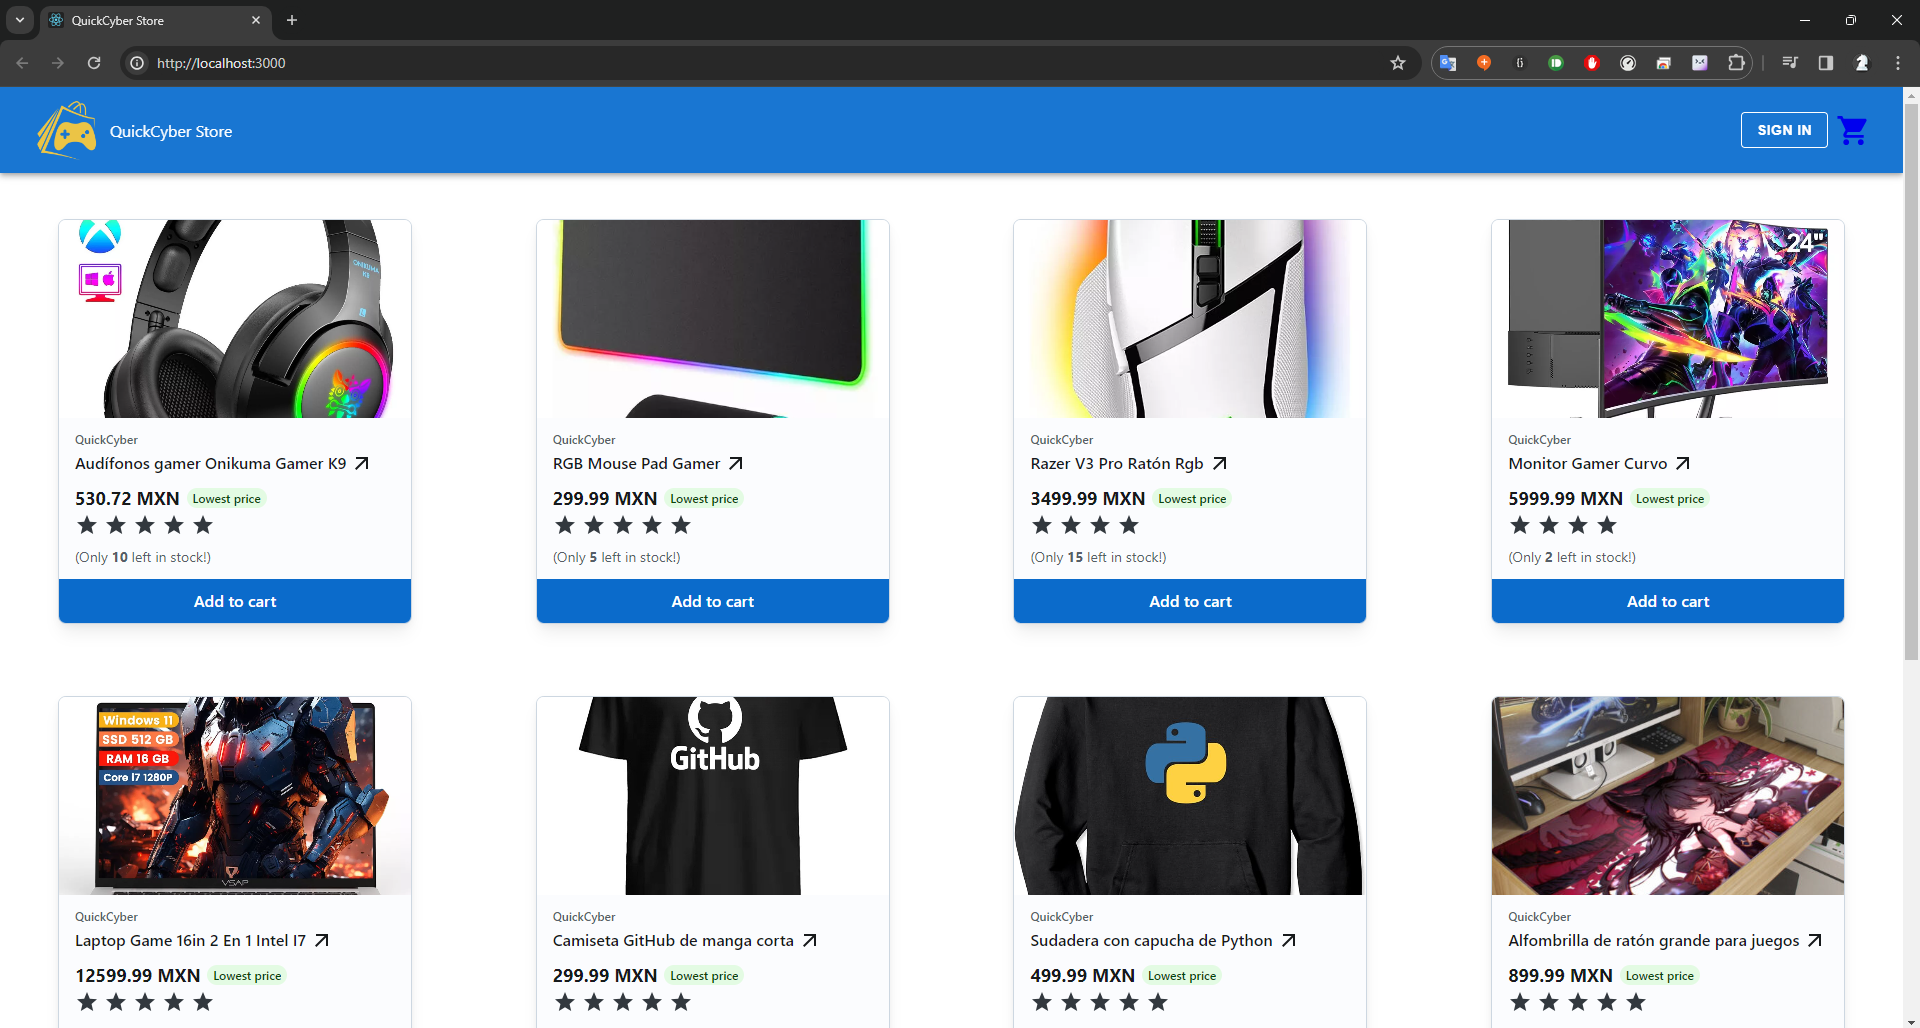 QuickCyber Store
http://localhost:3000
QuickCyber Store
SIGN IN
ONIKUMA
K9
24"
QuickCyber
Audífonos gamer Onikuma Gamer K9
530.72 MXN Lowest price
(Only 10 left in stock!)
Add to cart
QuickCyber
RGB Mouse Pad Gamer
299.99 MXN Lowest price
(Only 5 left in stock!)
Add to cart
QuickCyber
Razer V3 Pro Ratón Rgb
3499.99 MXN Lowest price
(Only 15 left in stock!)
Add to cart
QuickCyber
Monitor Gamer Curvo
5999.99 MXN Lowest price
(Only 2 left in stock!)
Add to cart
Windows 11
SSD 512 GB
RAM 16 GB
Core i7 1280P
VSAP
QuickCyber
Laptop Game 16in 2 En 1 Intel I7
12599.99 MXN Lowest price
GitHub
QuickCyber
Camiseta GitHub de manga corta
299.99 MXN Lowest price
QuickCyber
Sudadera con capucha de Python
499.99 MXN Lowest price
QuickCyber
Alfombrilla de ratón grande para juegos
899.99 MXN Lowest price